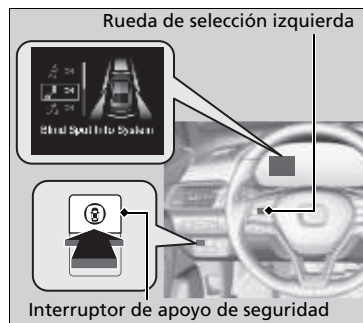 Rueda de selección izquierda
Blind Spot Info System
Interruptor de apoyo de seguridad